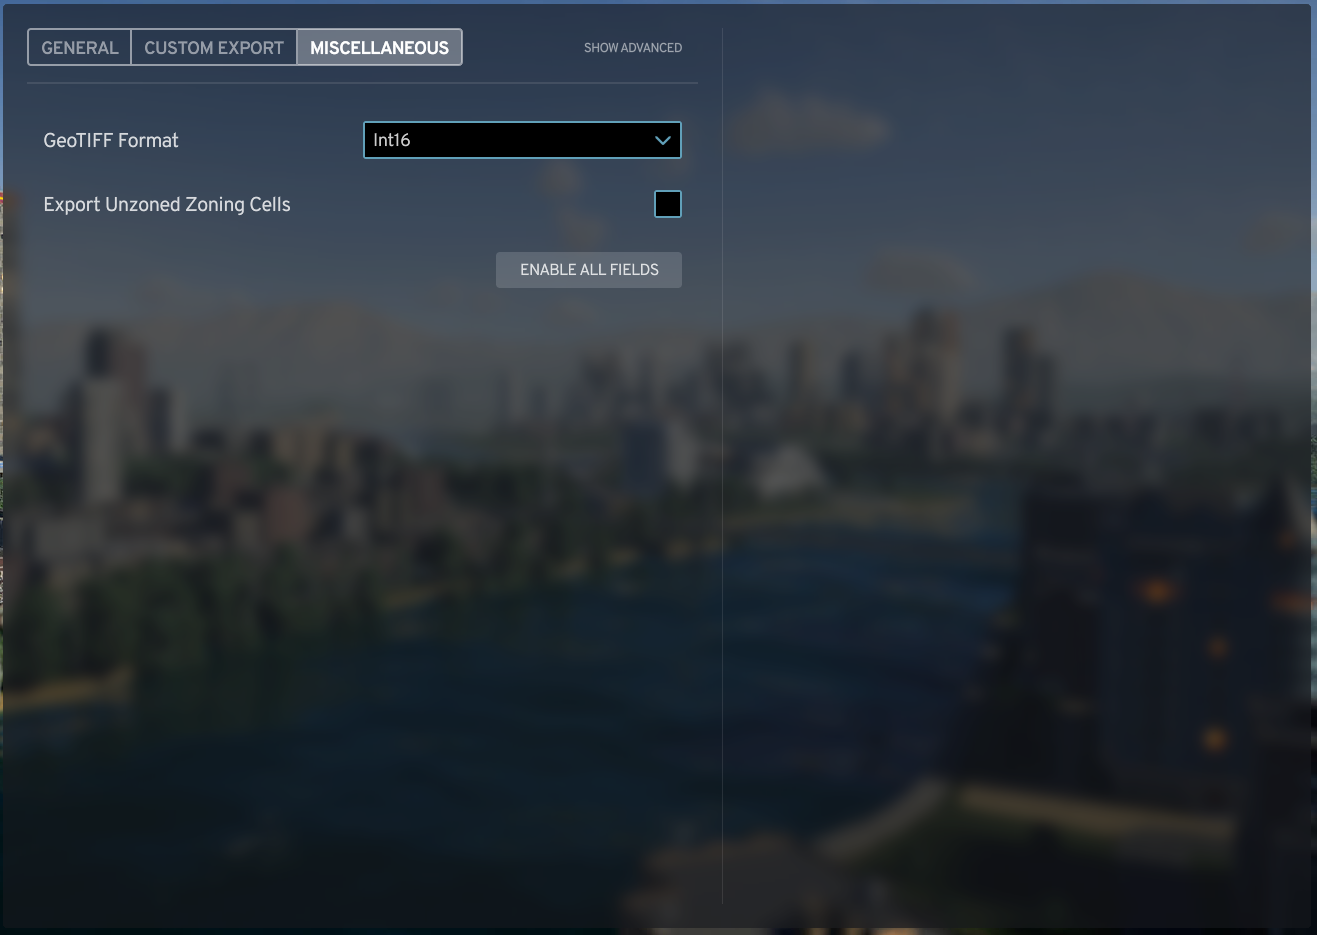 GENERAL CUSTOM EXPORT MISCELLANEOUS SHOW ADVANCED
GeoTIFF Format Int16
Export Unzoned Zoning Cells
ENABLE ALL FIELDS